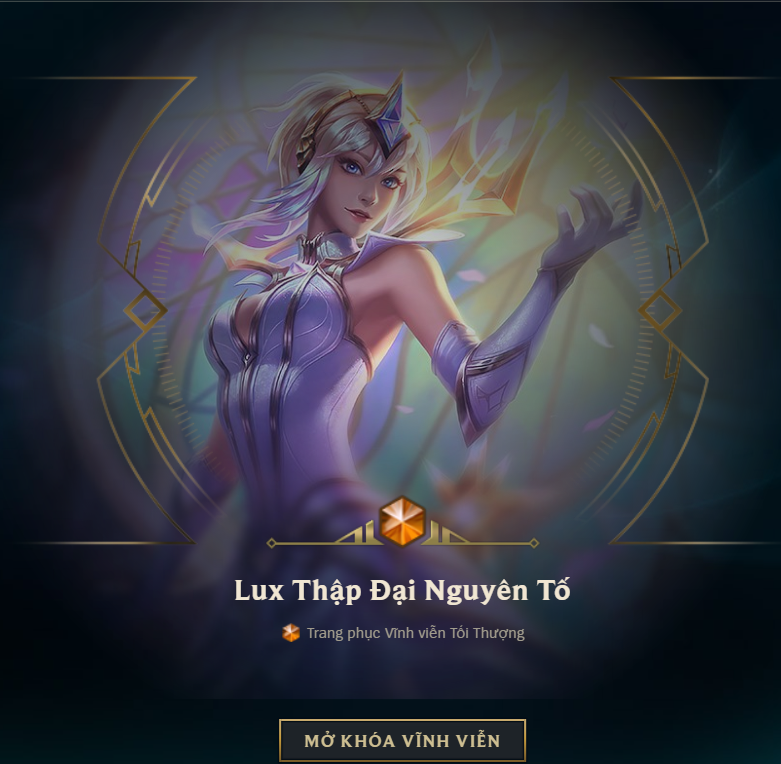 Lux Thập Đại Nguyên Tố
Trang phục Vĩnh viễn Tối Thượng
MỞ KHÓA VĨNH VIỄN